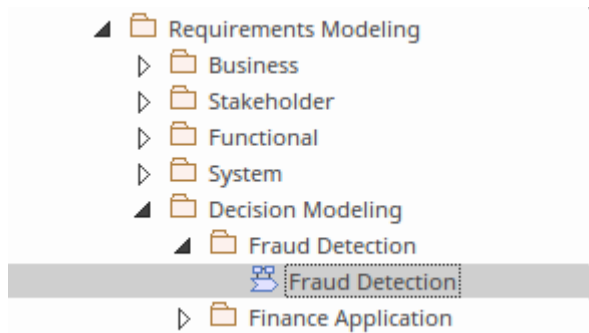 Requirements Modeling
Business
Stakeholder
Functional
System
Decision Modeling
Fraud Detection
Fraud Detection
Finance Application